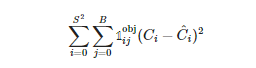 $\sum_{i=0}^{S^2} \sum_{j=0}^{B} \mathbb{1}_{ij}^{\text{obj}} (C_i - \hat{C}_i)^2$